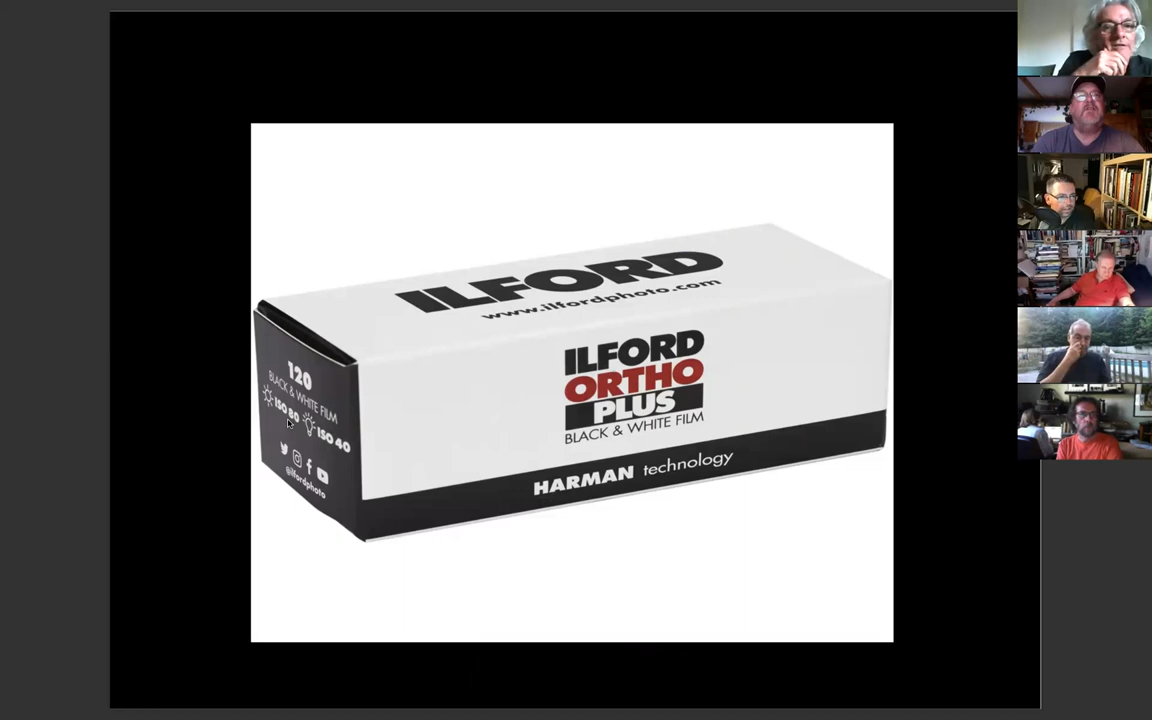 ILFORD
www.ilfordphoto.com
ILFORD
ORTHO
PLUS
BLACK & WHITE FILM
HARMAN technology
120
BLACK & WHITE FILM
ISO 80 ISO 40
@ilfordphoto